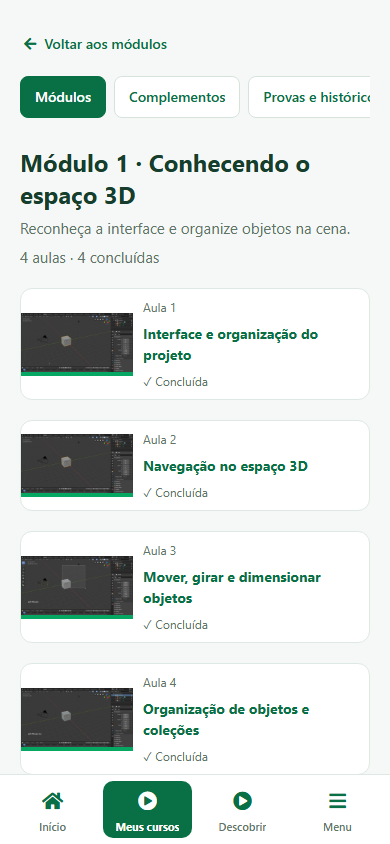 Voltar aos módulos
Módulos
Complementos
Provas e histórico
Módulo 1 · Conhecendo o
espaço 3D
Reconheça a interface e organize objetos na cena.
4 aulas · 4 concluídas
Aula 1
Interface e organização do
projeto
✓ Concluída
Aula 2
Navegação no espaço 3D
✓ Concluída
Aula 3
Mover, girar e dimensionar
objetos
✓ Concluída
Aula 4
Organização de objetos e
coleções
✓ Concluída
Início
Meus cursos
Descobrir
Menu